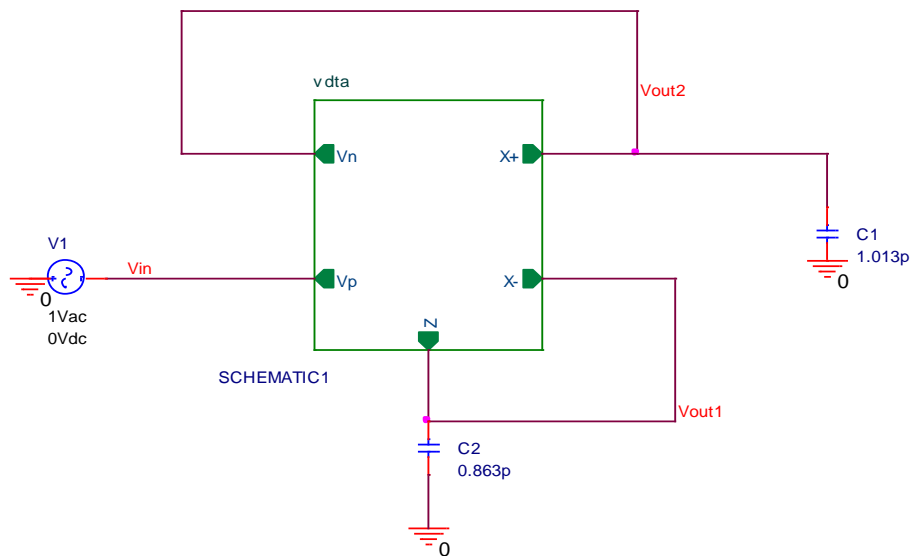 vdta
Vout2
Vn
X+
V1
C1
1.013p
Vin
Vp
X-
0
0
1Vac
0Vdc
Z
SCHEMATIC1
Vout1
C2
0.863p
0